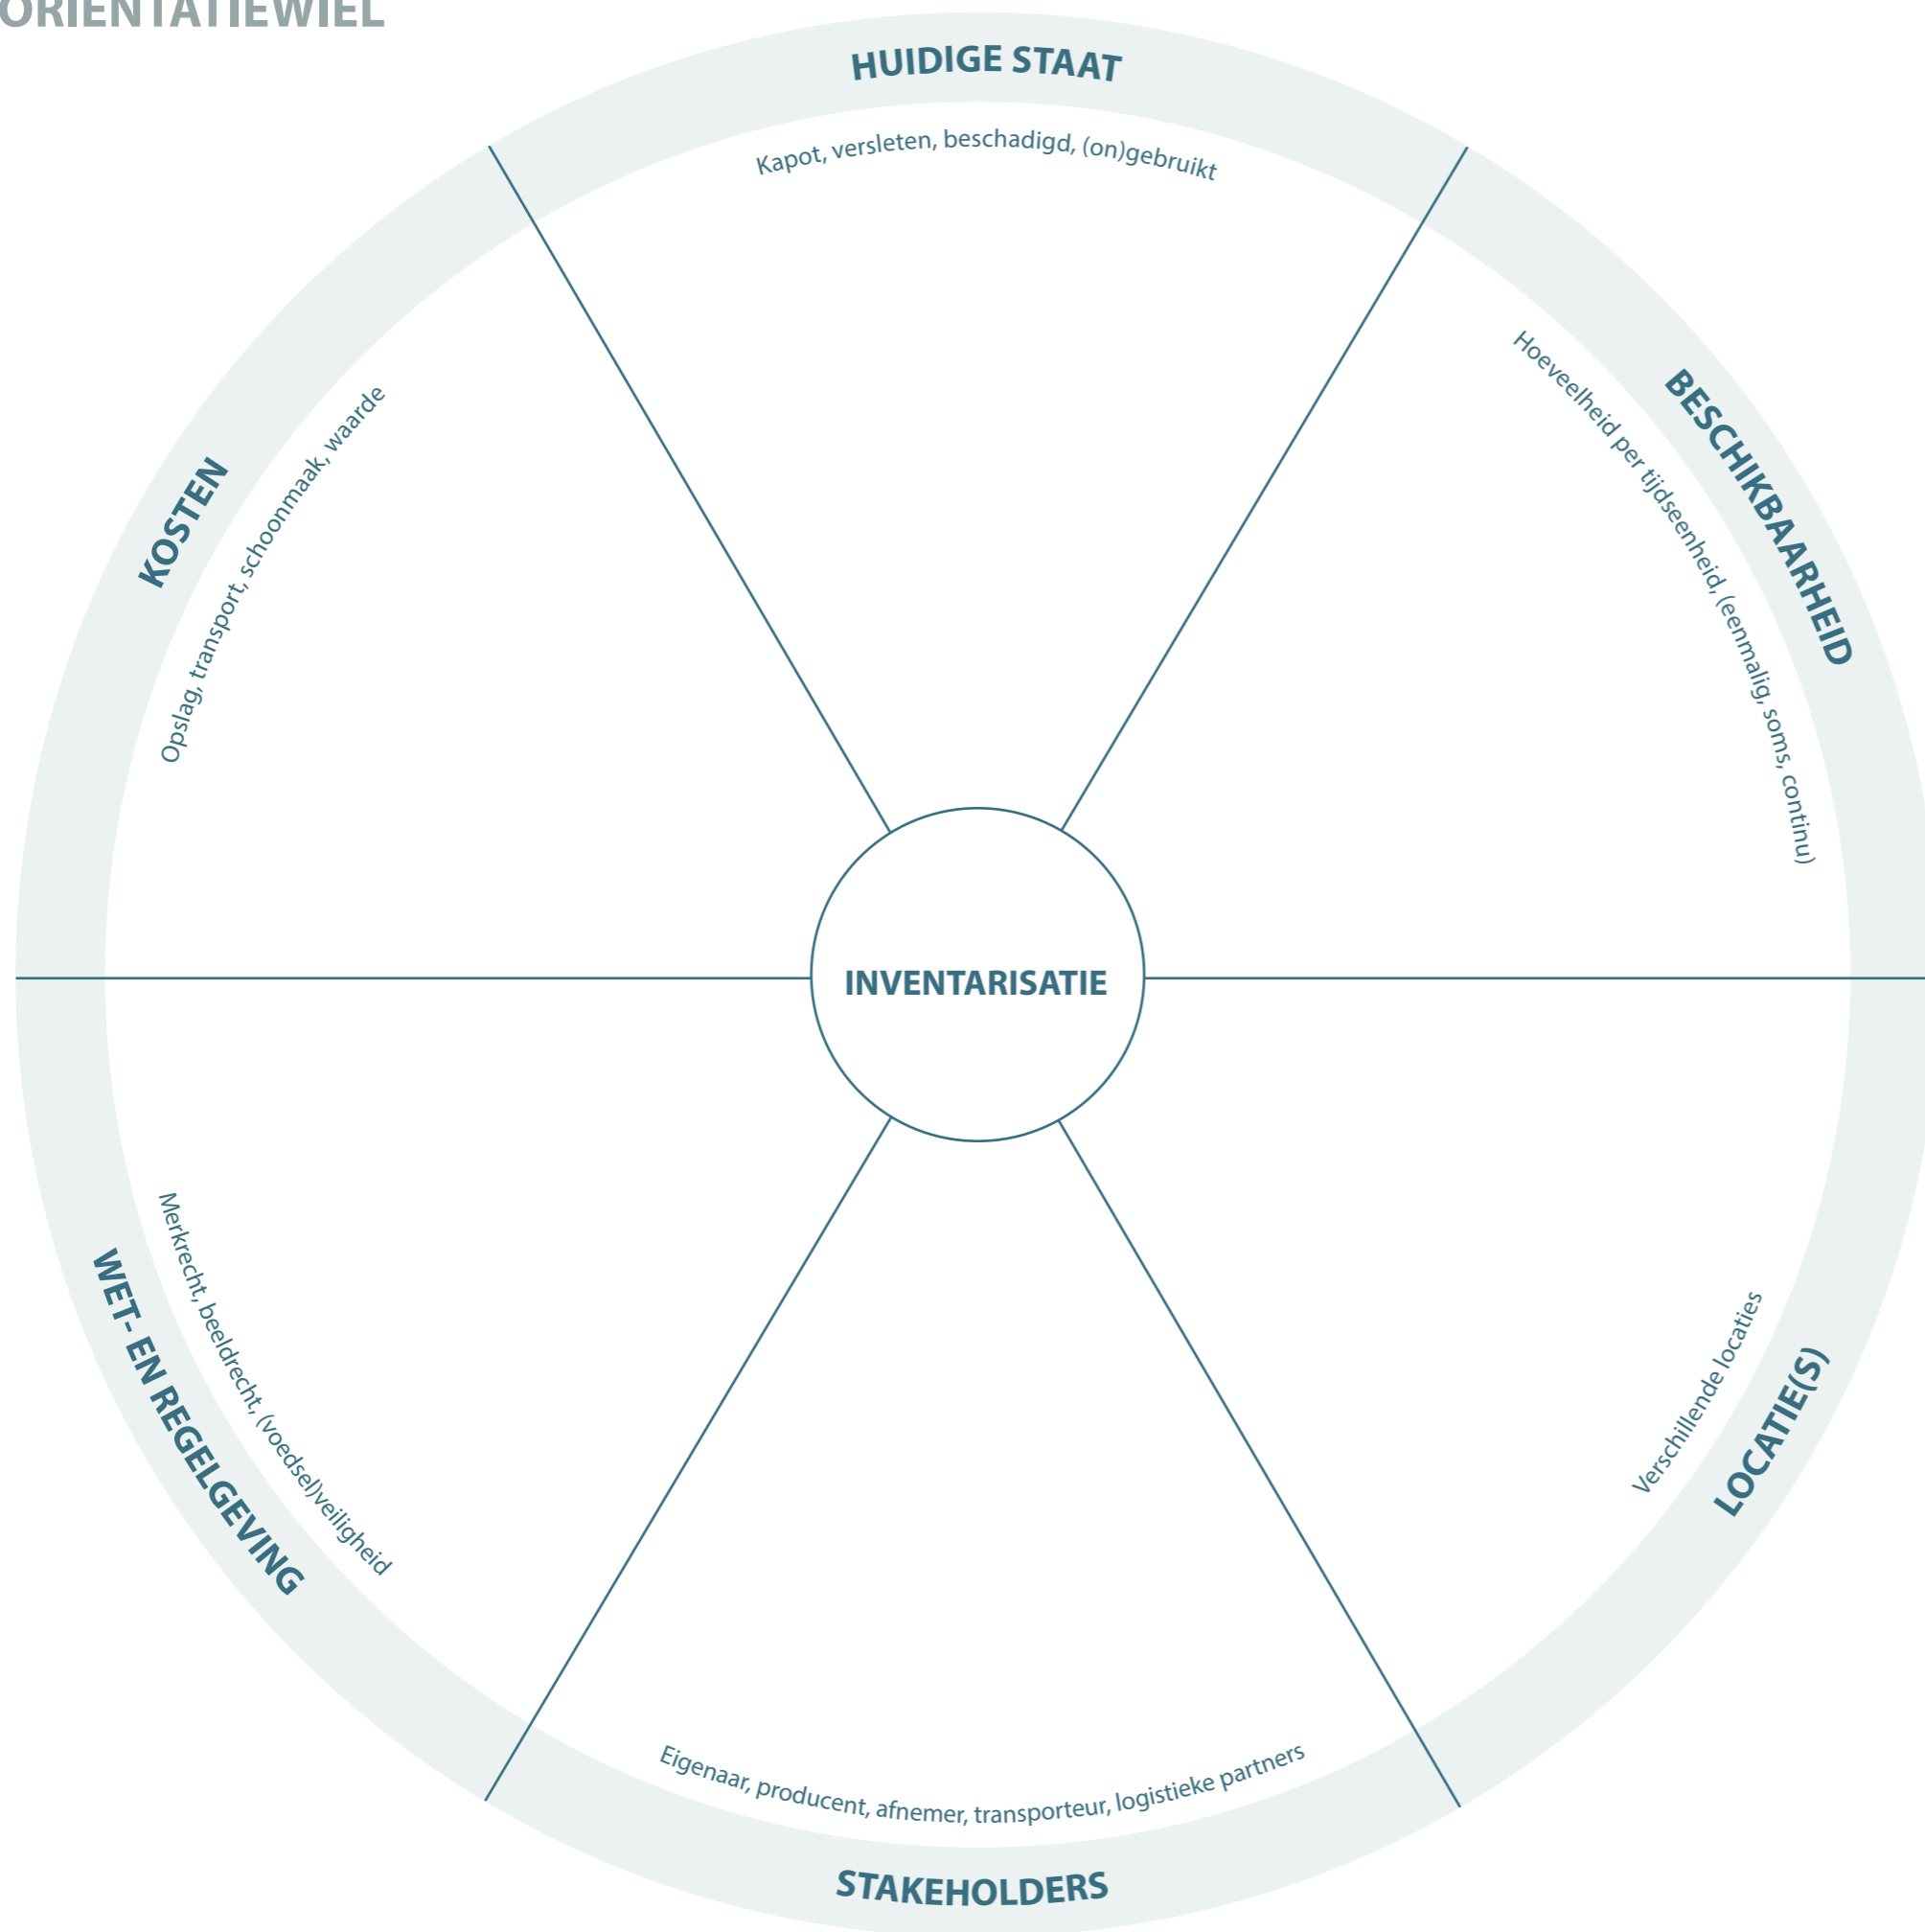 ORIENTATIEWIEL
HUIDIGE STAAT
Kapot, versleten, beschadigd, (on)gebruikt
BESCHIKBAARHEID
Hoeveelheid per tijdseenheid, (eenmalig, soms, continu)
LOCATIE(S)
Verschillende locaties
STAKEHOLDERS
Eigenaar, producent, afnemer, transporteur, logistieke partners
WET- EN REGELGEVING
Merkrecht, beeldrecht, (voedsel)veiligheid
KOSTEN
Opslag, transport, schoonmaak, waarde
INVENTARISATIE